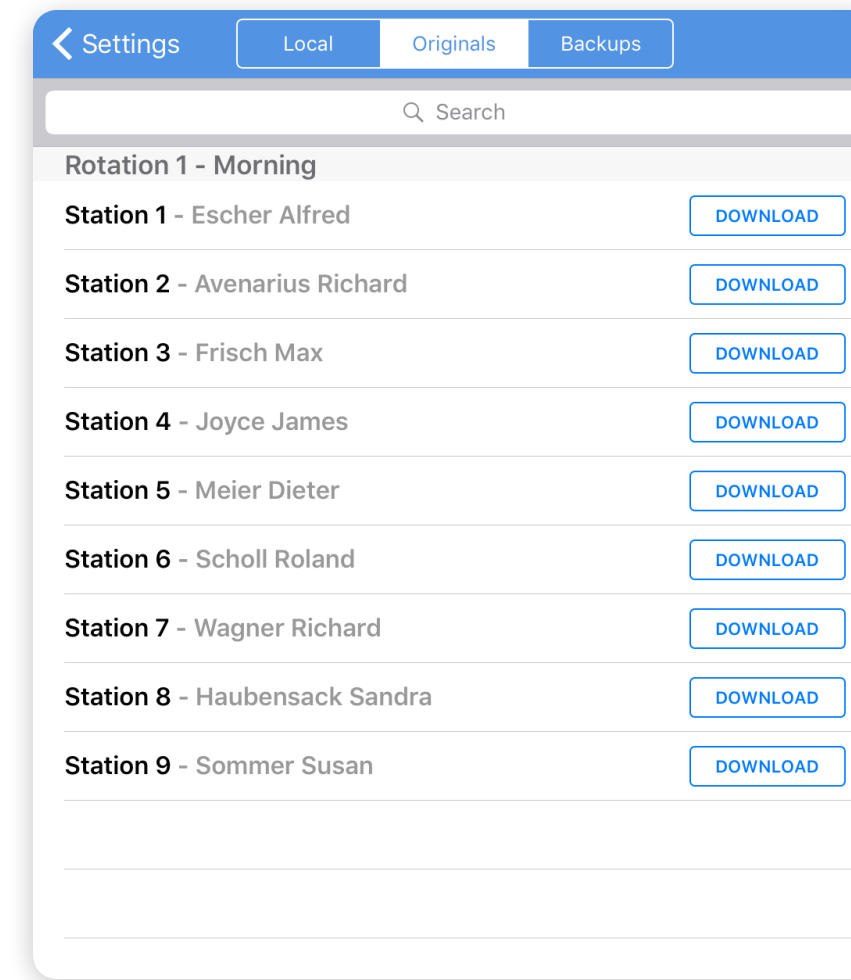 Settings Local Originals Backups
Search
Rotation 1 - Morning
Station 1 - Escher Alfred DOWNLOAD
Station 2 - Avenarius Richard DOWNLOAD
Station 3 - Frisch Max DOWNLOAD
Station 4 - Joyce James DOWNLOAD
Station 5 - Meier Dieter DOWNLOAD
Station 6 - Scholl Roland DOWNLOAD
Station 7 - Wagner Richard DOWNLOAD
Station 8 - Haubensack Sandra DOWNLOAD
Station 9 - Sommer Susan DOWNLOAD